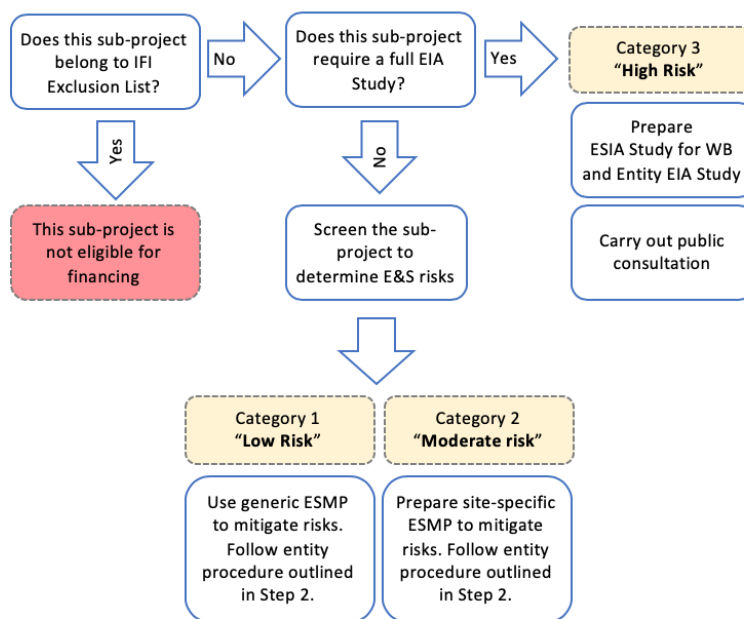 Does this sub-project
belong to IFI
Exclusion List?
No
Does this sub-project
require a full EIA
Study?
Yes
Category 3
“High Risk”
Prepare
ESIA Study for WB
and Entity EIA Study
Carry out public
consultation
Yes
No
This sub-project is
not eligible for
financing
Screen the sub-
project to
determine E&S risks
Category 1
“Low Risk”
Category 2
“Moderate risk”
Use generic ESMP
to mitigate risks.
Follow entity
procedure outlined
in Step 2.
Prepare site-specific
ESMP to mitigate
risks. Follow entity
procedure outlined
in Step 2.